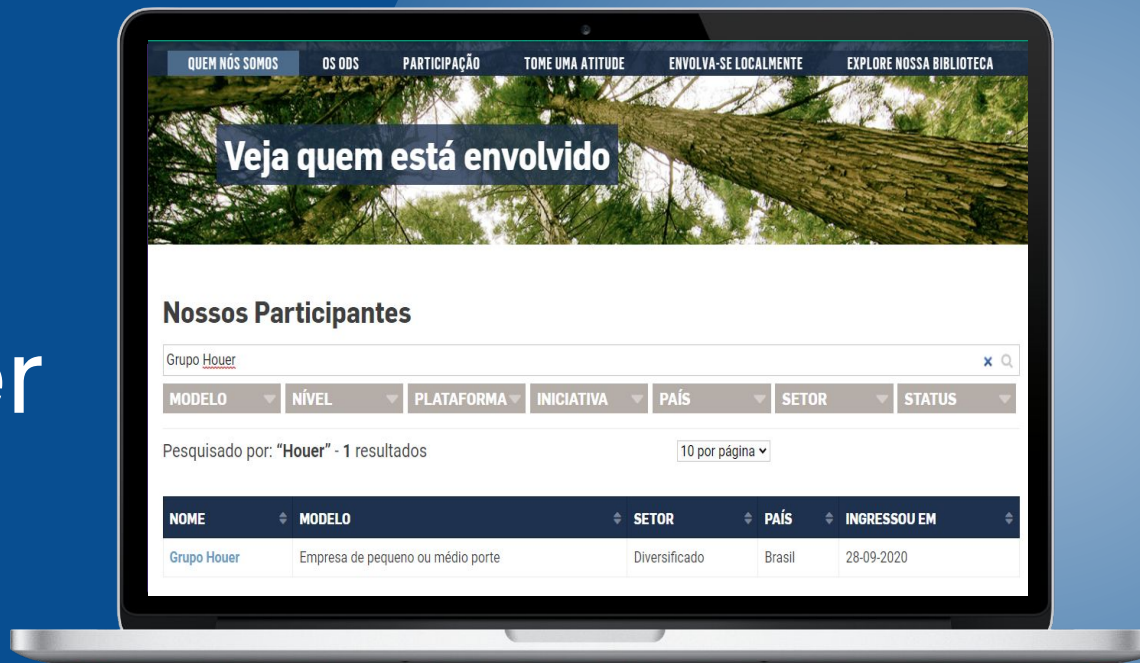 QUEM NÓS SOMOS OS ODS PARTICIPAÇÃO TOME UMA ATITUDE ENVOLVA-SE LOCALMENTE EXPLORE NOSSA BIBLIOTECA
Veja quem está envolvido
er
Nossos Participantes
Grupo Houer x
MODELO NÍVEL PLATAFORMA INICIATIVA PAÍS SETOR STATUS
Pesquisado por: “Houer” - 1 resultados 10 por página
NOME MODELO SETOR PAÍS INGRESSOU EM
Grupo Houer Empresa de pequeno ou médio porte Diversificado Brasil 28-09-2020